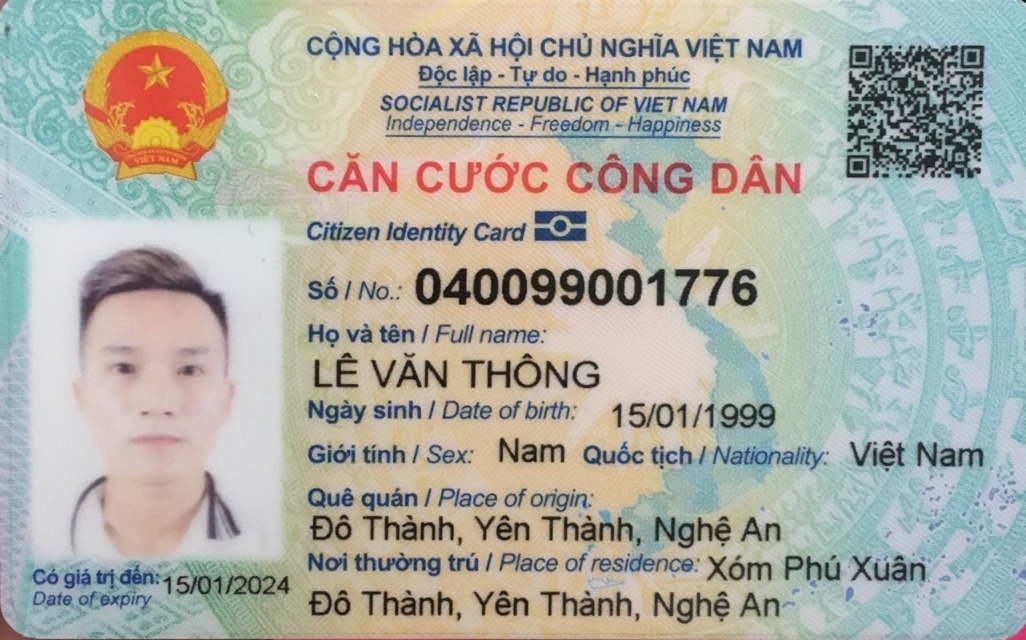 CỘNG HÒA XÃ HỘI CHỦ NGHĨA VIỆT NAM
Độc lập - Tự do - Hạnh phúc
SOCIALIST REPUBLIC OF VIET NAM
Independence - Freedom - Happiness
CĂN CƯỚC CÔNG DÂN
Citizen Identity Card
Số / No.: 040099001776
Họ và tên / Full name:
LÊ VĂN THÔNG
Ngày sinh / Date of birth: 15/01/1999
Giới tính / Sex: Nam Quốc tịch / Nationality: Việt Nam
Quê quán / Place of origin:
Đô Thành, Yên Thành, Nghệ An
Nơi thường trú / Place of residence: Xóm Phú Xuân
Đô Thành, Yên Thành, Nghệ An
Có giá trị đến: 15/01/2024
Date of expiry
VIỆT NAM